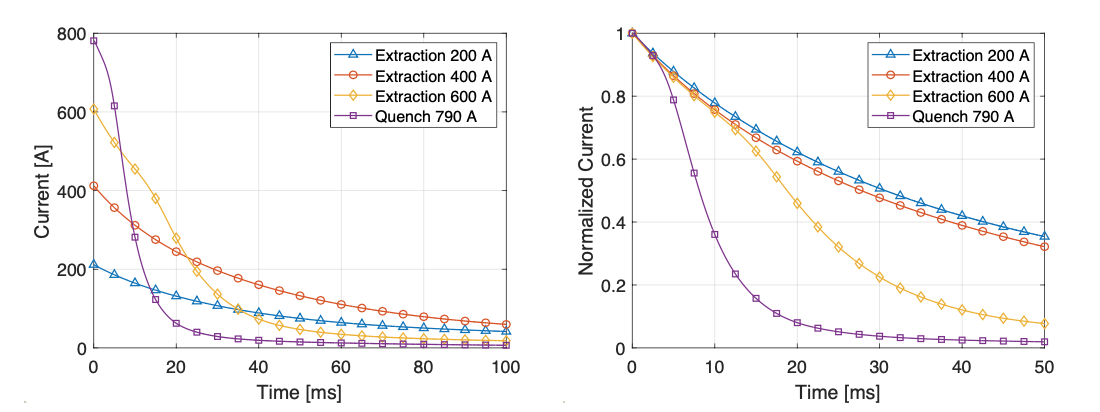 800
600
400
200
0
Current [A]
0
20
40
60
80
100
Time [ms]
Extraction 200 A
Extraction 400 A
Extraction 600 A
Quench 790 A
1
0.8
0.6
0.4
0.2
0
Normalized Current
0
10
20
30
40
50
Time [ms]
Extraction 200 A
Extraction 400 A
Extraction 600 A
Quench 790 A